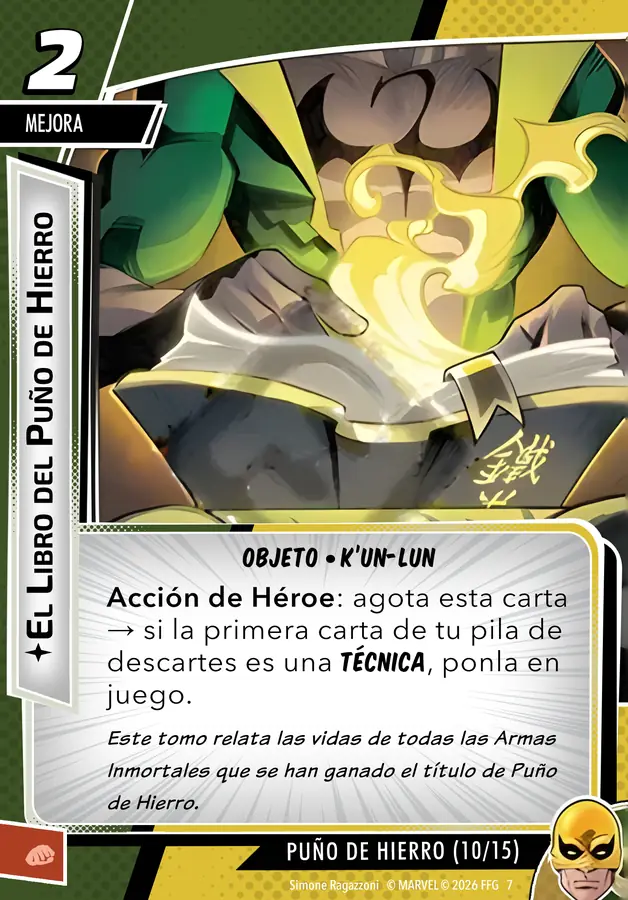 2
MEJORA
✦EL LIBRO DEL PUÑO DE HIERRO
OBJETO • K'UN-LUN
Acción de Héroe: agota esta carta
→ si la primera carta de tu pila de
descartes es una TÉCNICA, ponla en
juego.
Este tomo relata las vidas de todas las Armas
Inmortales que se han ganado el título de Puño
de Hierro.
PUÑO DE HIERRO (10/15)
Simone Ragazzoni © MARVEL © 2026 FFG 7